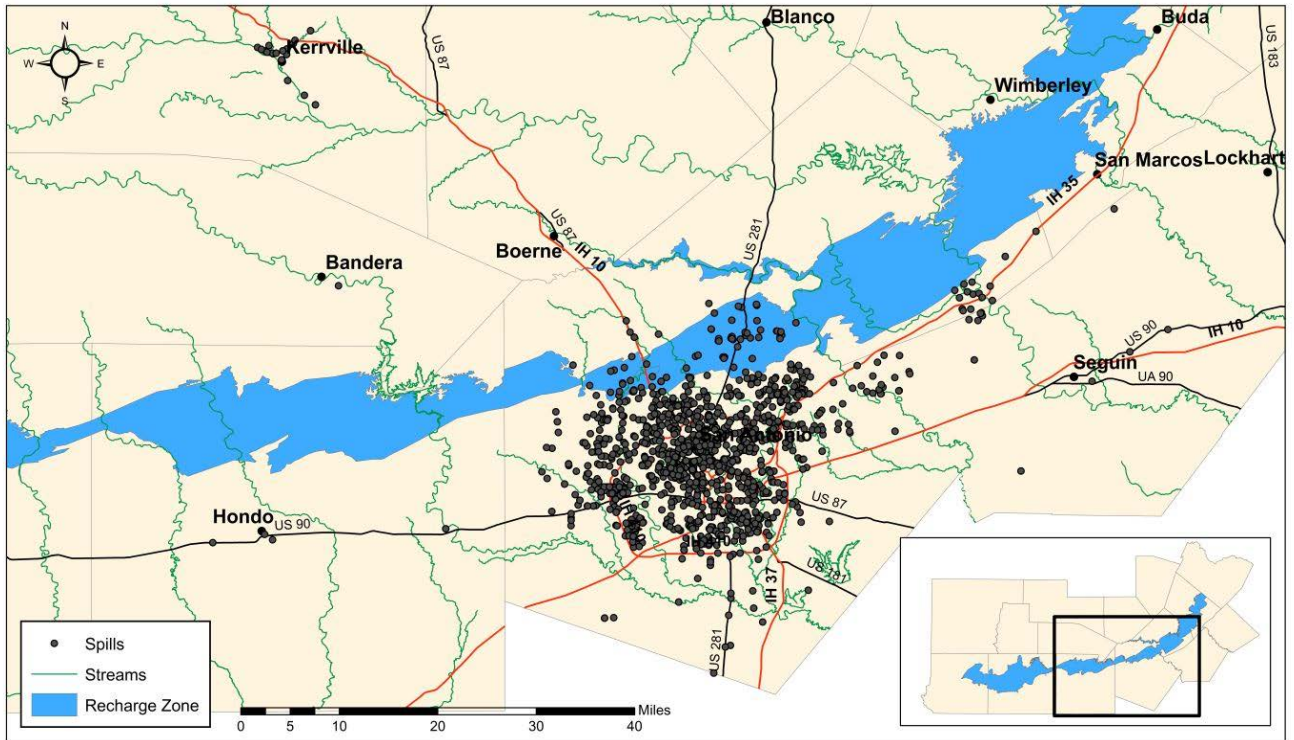 N
W
E
S
Kerrville
US 87
Blanco
Buda
US 183
Wimberley
San Marcos
Lockhart
IH 35
US 87
IH 10
Boerne
US 281
Bandera
US 90
IH 10
Seguin
UA 90
San Antonio
Hondo
US 90
US 87
IH 37
US 181
US 281
Spills
Streams
Recharge Zone
Miles
0 5 10 20 30 40